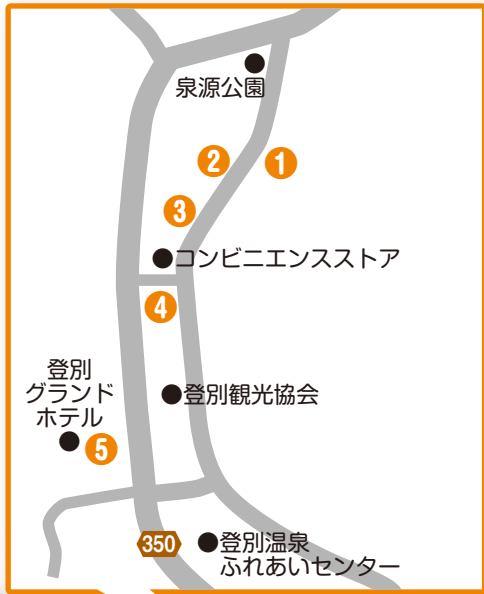 泉源公園
2
1
3
コンビニエンスストア
4
登別
グランド
ホテル
登別観光協会
5
350
登別温泉
ふれあいセンター